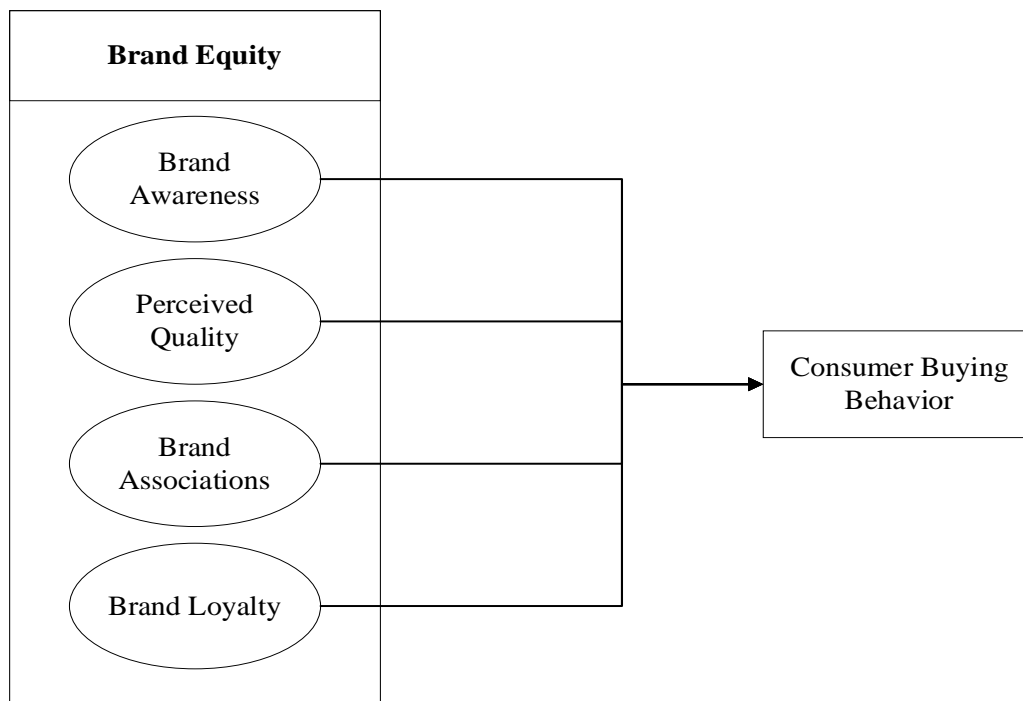 Brand Equity
Brand
Awareness
Perceived
Quality
Brand
Associations
Brand Loyalty
Consumer Buying
Behavior